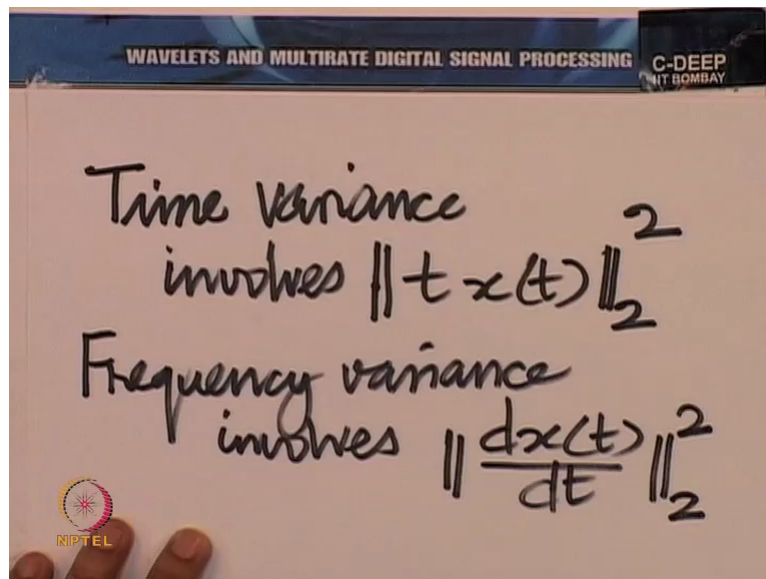 WAVELETS AND MULTIRATE DIGITAL SIGNAL PROCESSING
C-DEEP
IIT BOMBAY
Time variance
involves ‖t x(t)‖₂²
Frequency variance
involves ‖dx(t)/dt‖₂²
NPTEL